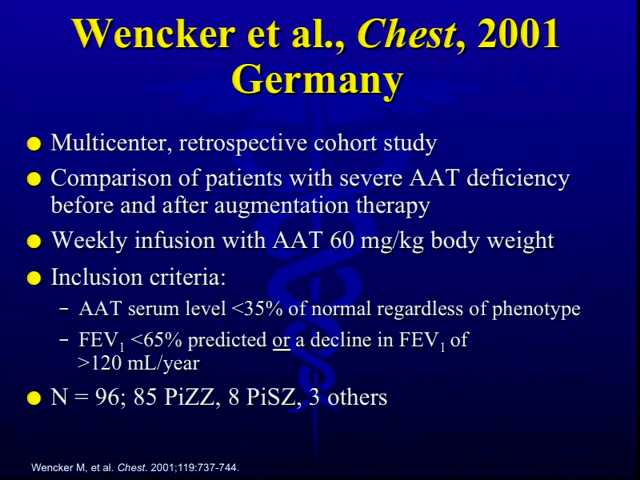 Wencker et al., Chest, 2001
Germany
● Multicenter, retrospective cohort study
● Comparison of patients with severe AAT deficiency
before and after augmentation therapy
● Weekly infusion with AAT 60 mg/kg body weight
● Inclusion criteria:
– AAT serum level <35% of normal regardless of phenotype
– FEV1 <65% predicted or a decline in FEV1 of
>120 mL/year
● N = 96; 85 PiZZ, 8 PiSZ, 3 others
Wencker M, et al. Chest. 2001;119:737-744.